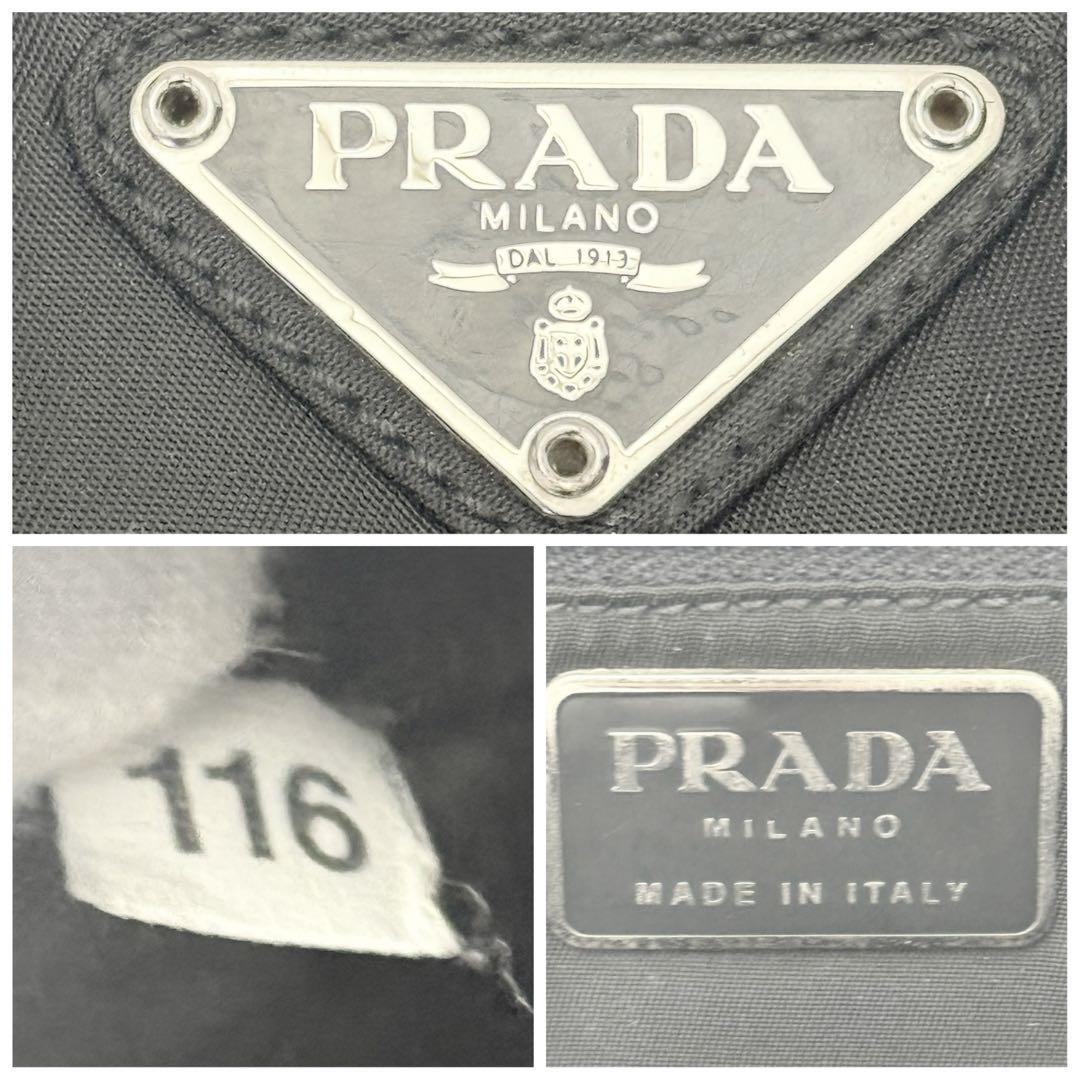 PRADA
MILANO
DAL 1913
116
PRADA
MILANO
MADE IN ITALY